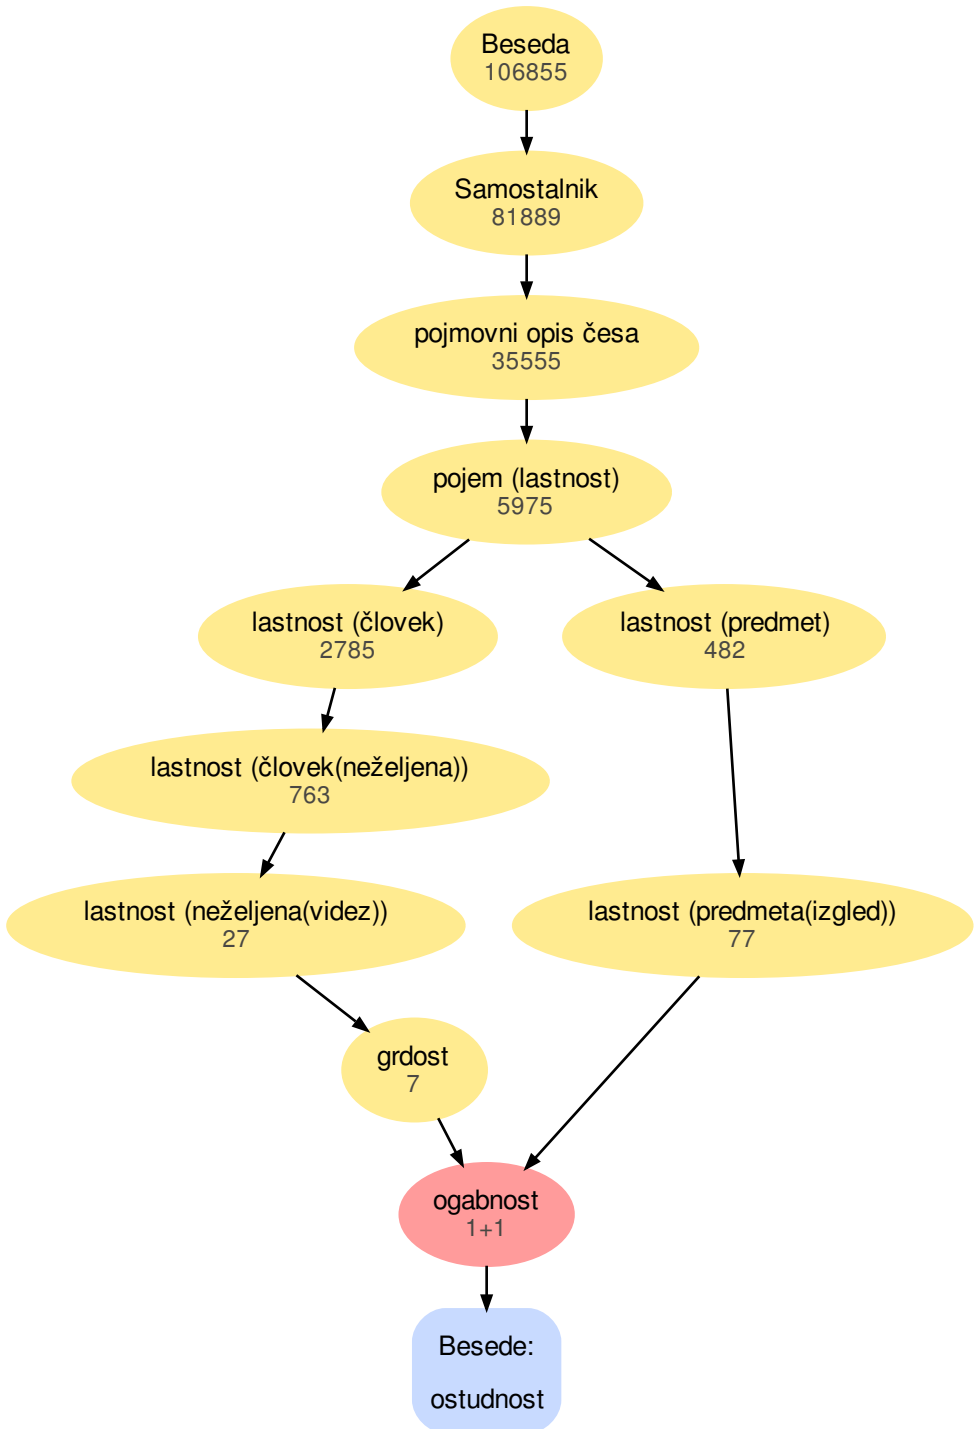 Beseda
106855
Samostalnik
81889
pojmovni opis česa
35555
pojem (lastnost)
5975
lastnost (človek)
2785
lastnost (predmet)
482
lastnost (človek(neželjena))
763
lastnost (neželjena(videz))
27
lastnost (predmeta(izgled))
77
grdost
7
ogabnost
1+1
Besede:
ostudnost